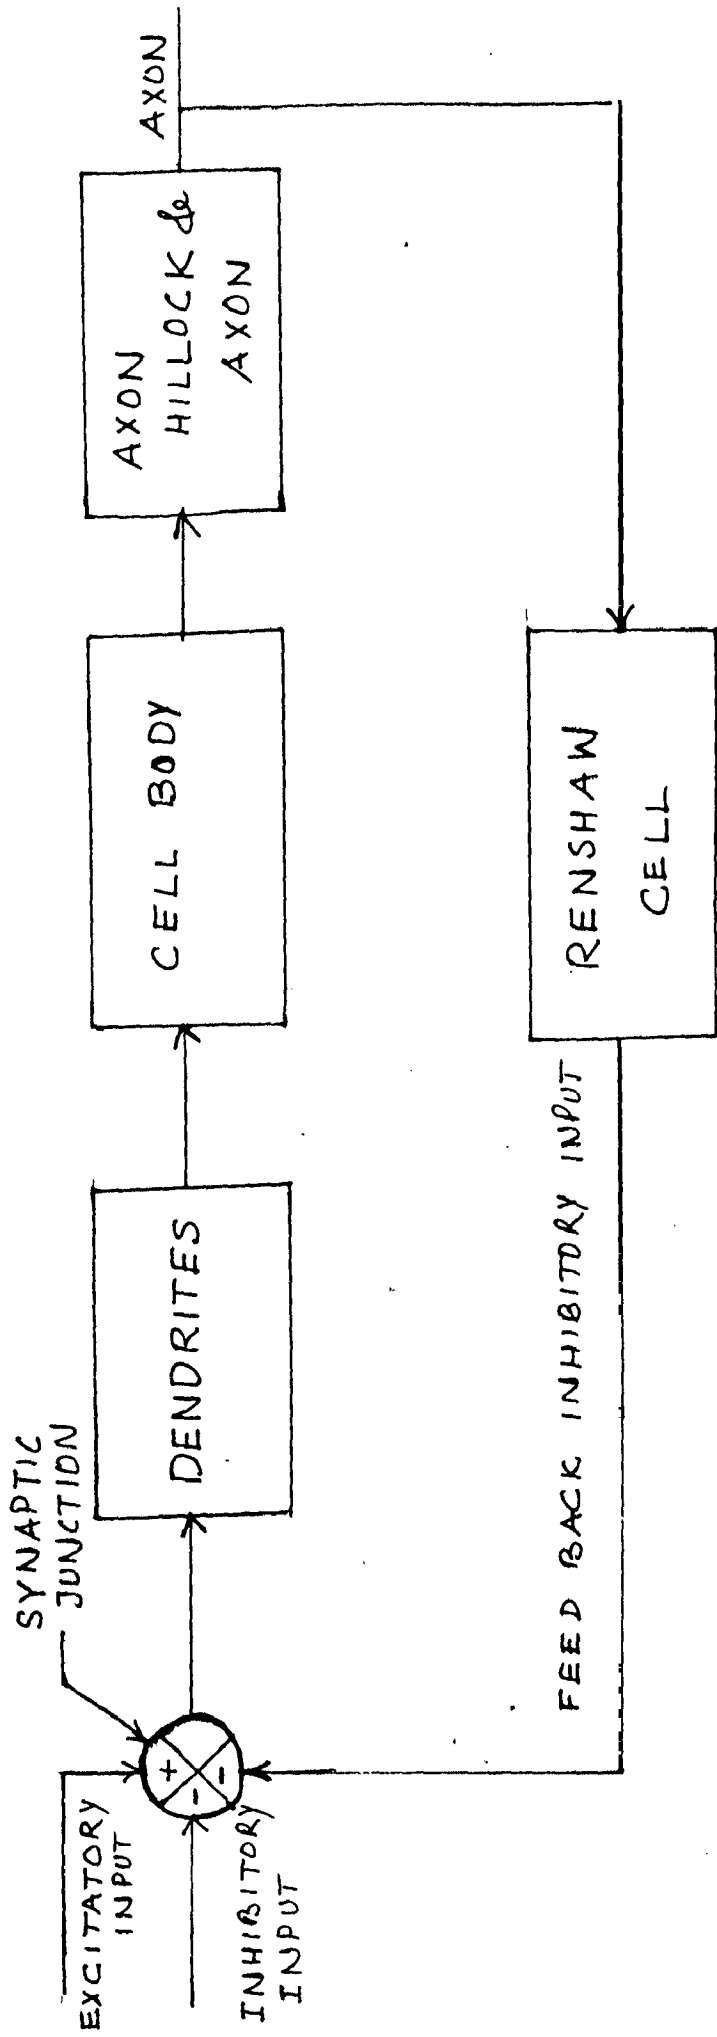 EXCITATORY
INPUT
INHIBITORY
INPUT
SYNAPTIC
JUNCTION
+
-
-
DENDRITES
CELL BODY
AXON
HILLOCK &
AXON
AXON
RENSHAW
CELL
FEED BACK INHIBITORY INPUT